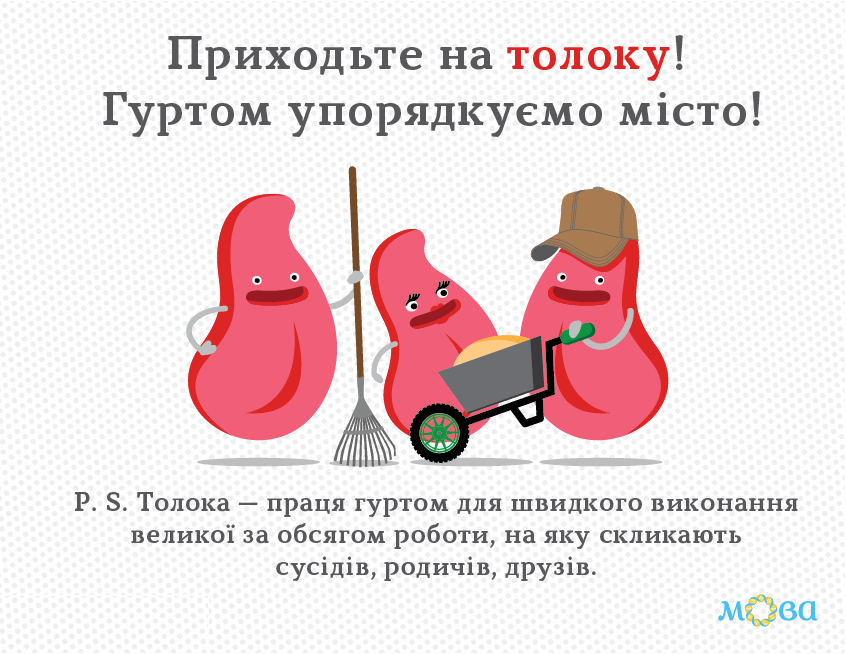 Приходьте на толоку!
Гуртом упорядкуємо місто!
P. S. Толока — праця гуртом для швидкого виконання
великої за обсягом роботи, на яку скликають
сусідів, родичів, друзів.
мова